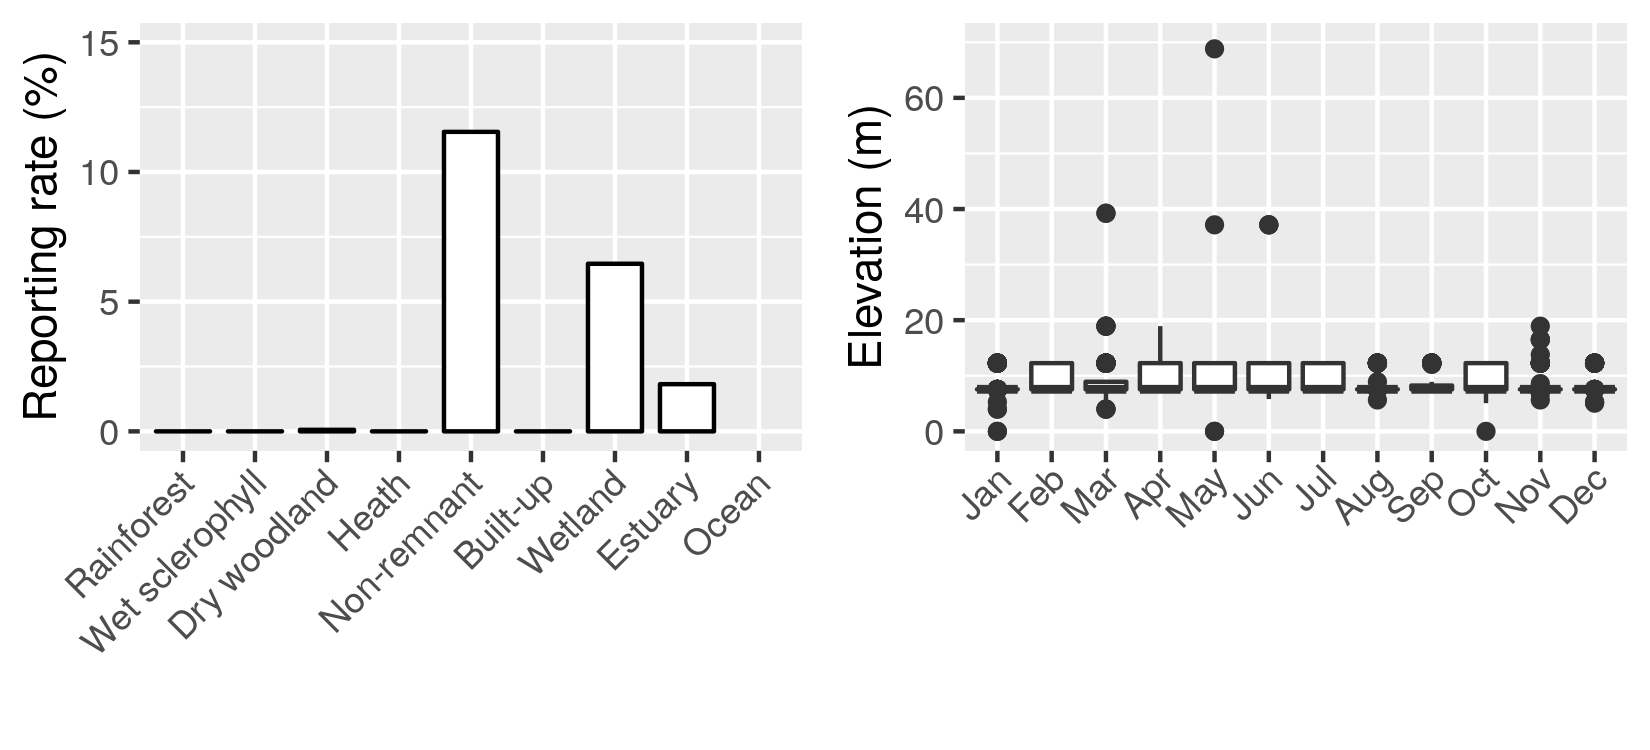 Reporting rate (%)
15
10
5
0
Rainforest
Wet sclerophyll
Dry woodland
Heath
Non-remnant
Built-up
Wetland
Estuary
Ocean
Elevation (m)
60
40
20
0
Jan
Feb
Mar
Apr
May
Jun
Jul
Aug
Sep
Oct
Nov
Dec